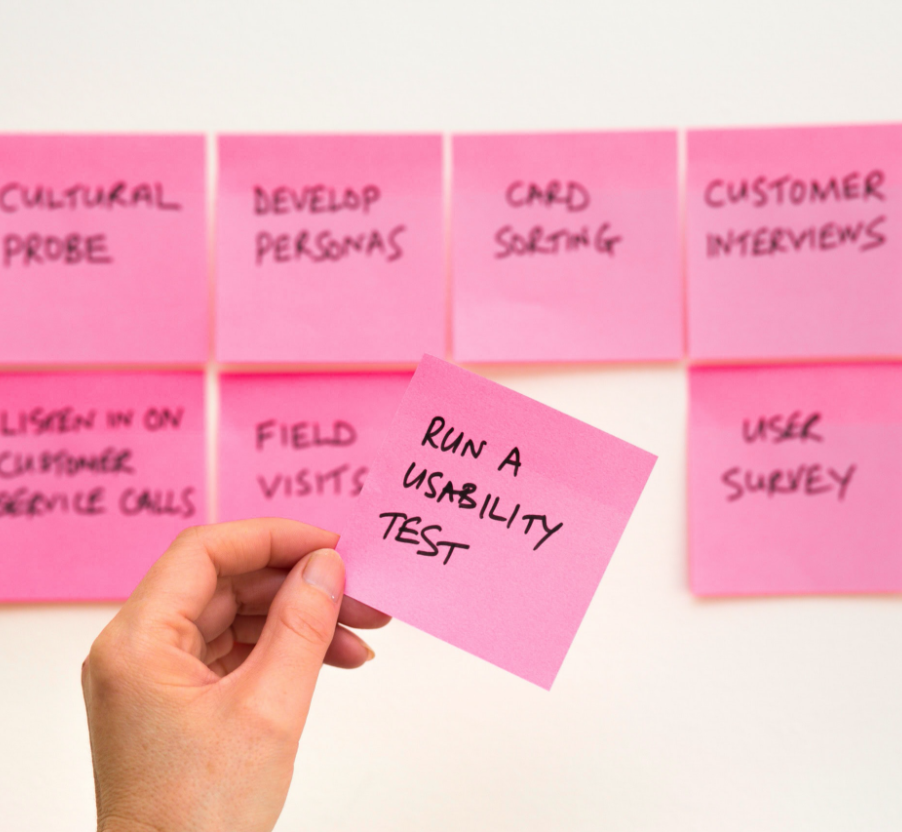 CULTURAL
PROBE
DEVELOP
PERSONAS
CARD
SORTING
CUSTOMER
INTERVIEWS
LISTEN IN ON
CUSTOMER
SERVICE CALLS
FIELD
VISITS
RUN A
USABILITY
TEST
USER
SURVEY